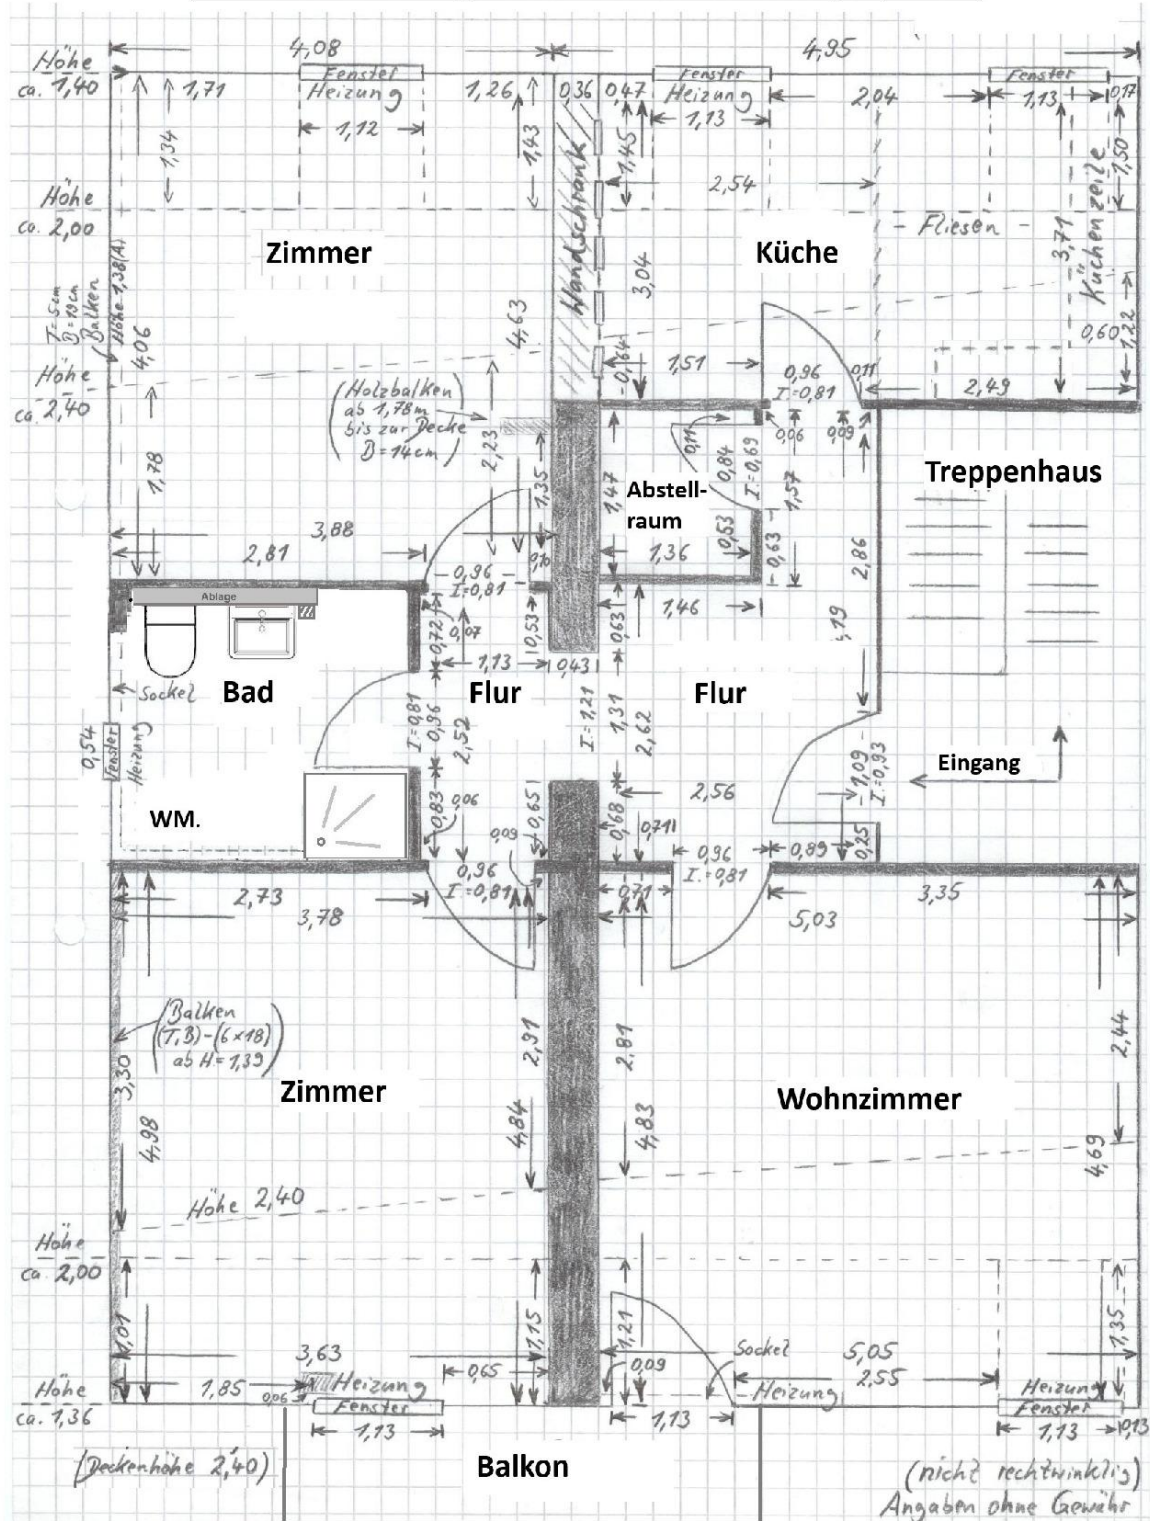 4,08
4,95
Höhe
ca. 1,40
1,71
Fenster
Heizung
1,12
1,26
1,43
0,36
0,47
Fenster
Heizung
1,13
2,04
Fenster
1,13
0,17
1,34
1,45
2,54
1,50
Höhe
ca. 2,00
Wandschrank
- Fliesen -
3,71
Küchenzeile
Zimmer
Küche
T=5cm
B=19cm
Balken
Höhe 1,38(A)
4,06
4,63
3,04
0,60
1,22
Höhe
ca. 2,40
(Holzbalken
ab 1,78m
bis zur Decke
B=14cm)
2,23
0,64
1,51
0,96
I.=0,81
0,11
2,49
1,78
1,35
1,47
0,11
0,84
I.=0,69
0,06
0,09
1,57
Treppenhaus
Abstell-
raum
3,88
2,81
0,10
1,36
0,53
0,63
2,86
0,96
I.=0,81
1,46
Ablage
0,72
0,07
0,53
0,63
1,13
0,43
,19
Sockel
Bad
Flur
Flur
0,54
Fenster
Heizung
I.=0,81
0,96
2,52
I.=1,21
1,31
2,62
1,09
I.=0,93
Eingang
WM.
0,83
0,06
0,65
0,68
2,56
0,71
0,09
0,96
I.=0,81
0,96
I.=0,81
0,89
0,25
2,73
3,78
0,71
5,03
3,35
(Balken
(T,B)-(6x18)
ab H=1,39)
3,30
4,98
2,91
4,84
2,81
4,83
2,44
4,69
Zimmer
Wohnzimmer
Höhe 2,40
Höhe
ca. 2,00
1,01
1,15
1,21
1,35
3,63
0,65
0,09
Sockel
5,05
2,55
Höhe
ca. 1,36
1,85
0,06
Heizung
Fenster
1,13
Heizung
1,13
Heizung
Fenster
1,13
0,13
(Deckenhöhe 2,40)
Balkon
(nicht rechtwinklig)
Angaben ohne Gewähr